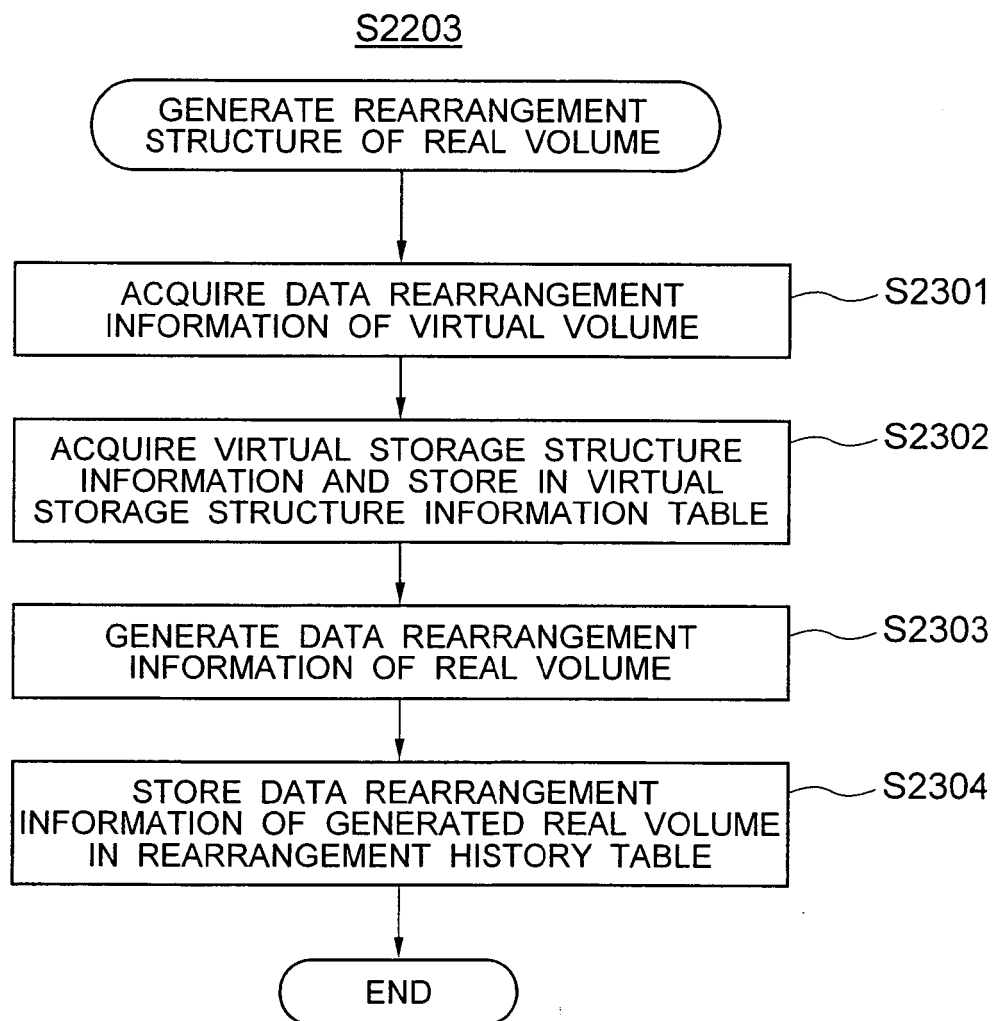 S2203
GENERATE REARRANGEMENT
STRUCTURE OF REAL VOLUME
ACQUIRE DATA REARRANGEMENT
INFORMATION OF VIRTUAL VOLUME
S2301
ACQUIRE VIRTUAL STORAGE STRUCTURE
INFORMATION AND STORE IN VIRTUAL
STORAGE STRUCTURE INFORMATION TABLE
S2302
GENERATE DATA REARRANGEMENT
INFORMATION OF REAL VOLUME
S2303
STORE DATA REARRANGEMENT
INFORMATION OF GENERATED REAL VOLUME
IN REARRANGEMENT HISTORY TABLE
S2304
END